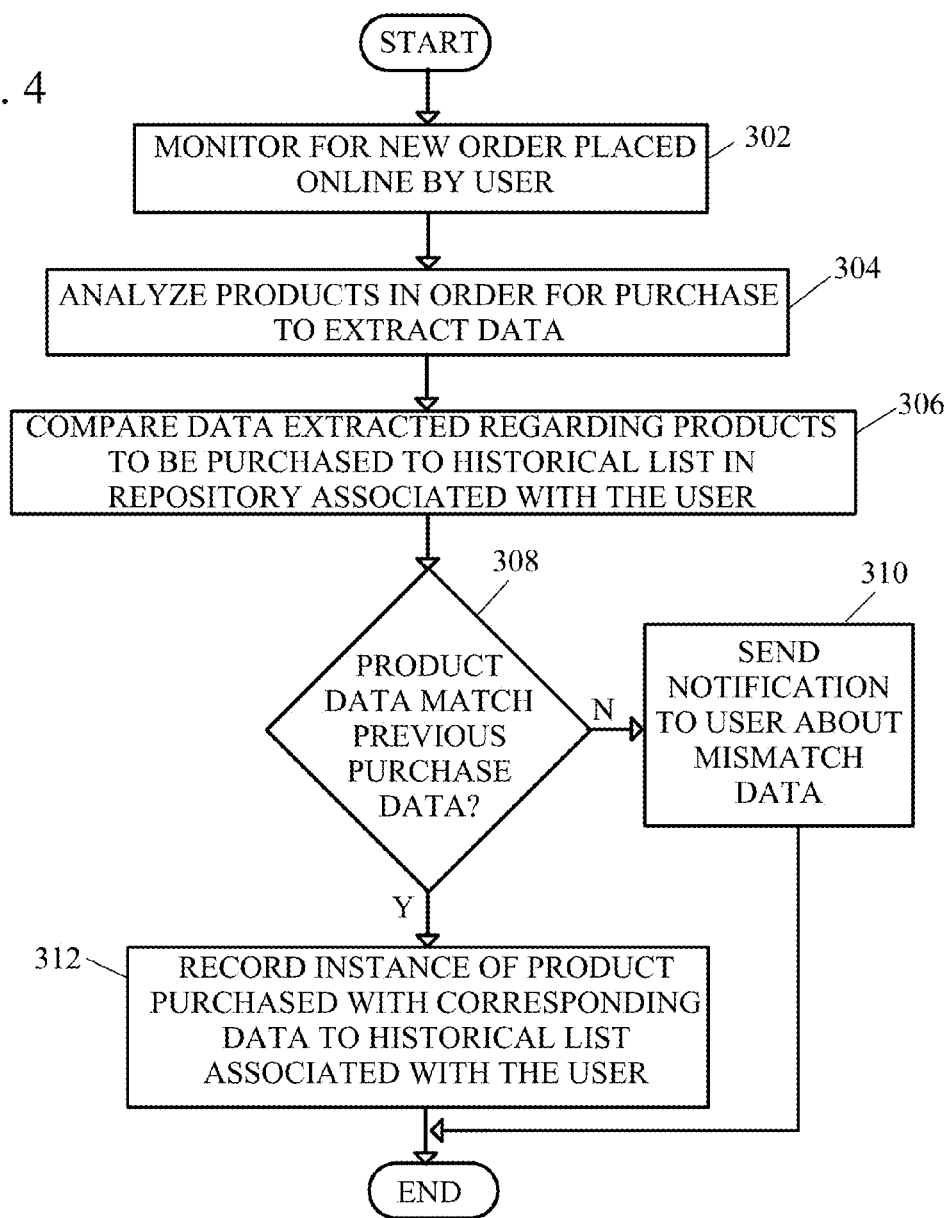 . 4
START
MONITOR FOR NEW ORDER PLACED
ONLINE BY USER
302
ANALYZE PRODUCTS IN ORDER FOR PURCHASE
TO EXTRACT DATA
304
COMPARE DATA EXTRACTED REGARDING PRODUCTS
TO BE PURCHASED TO HISTORICAL LIST IN
REPOSITORY ASSOCIATED WITH THE USER
306
308
PRODUCT
DATA MATCH
PREVIOUS
PURCHASE
DATA?
N
310
SEND
NOTIFICATION
TO USER ABOUT
MISMATCH
DATA
Y
312
RECORD INSTANCE OF PRODUCT
PURCHASED WITH CORRESPONDING
DATA TO HISTORICAL LIST
ASSOCIATED WITH THE USER
END